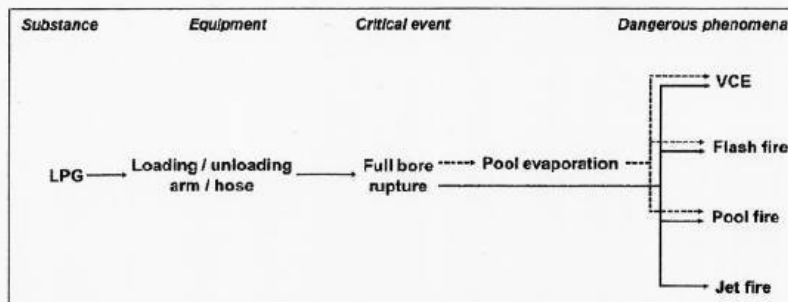 Substance Equipment Critical event Dangerous phenomena
VCE
Flash fire
LPG Loading / unloading arm / hose Full bore rupture Pool evaporation
Pool fire
Jet fire